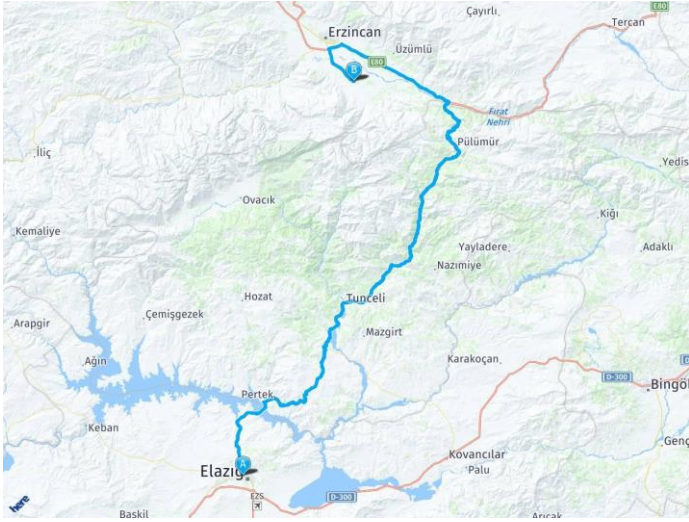 Çayırlı
Tercan
E80
Erzincan
Üzümlü
E80
B
Fırat
Nehri
Pülümür
İliç
Yedis
Ovacık
Kiğı
Kemaliye
Yayladere
Adaklı
Nazımiye
Hozat
Tunceli
Arapgir
Çemişgezek
Mazgirt
Ağın
Karakoçan
D-300
Bingöl
Pertek
Keban
Genç
Kovancılar
Elazığ
A
Palu
EZS
D-300
here
Baskil
Arıcak